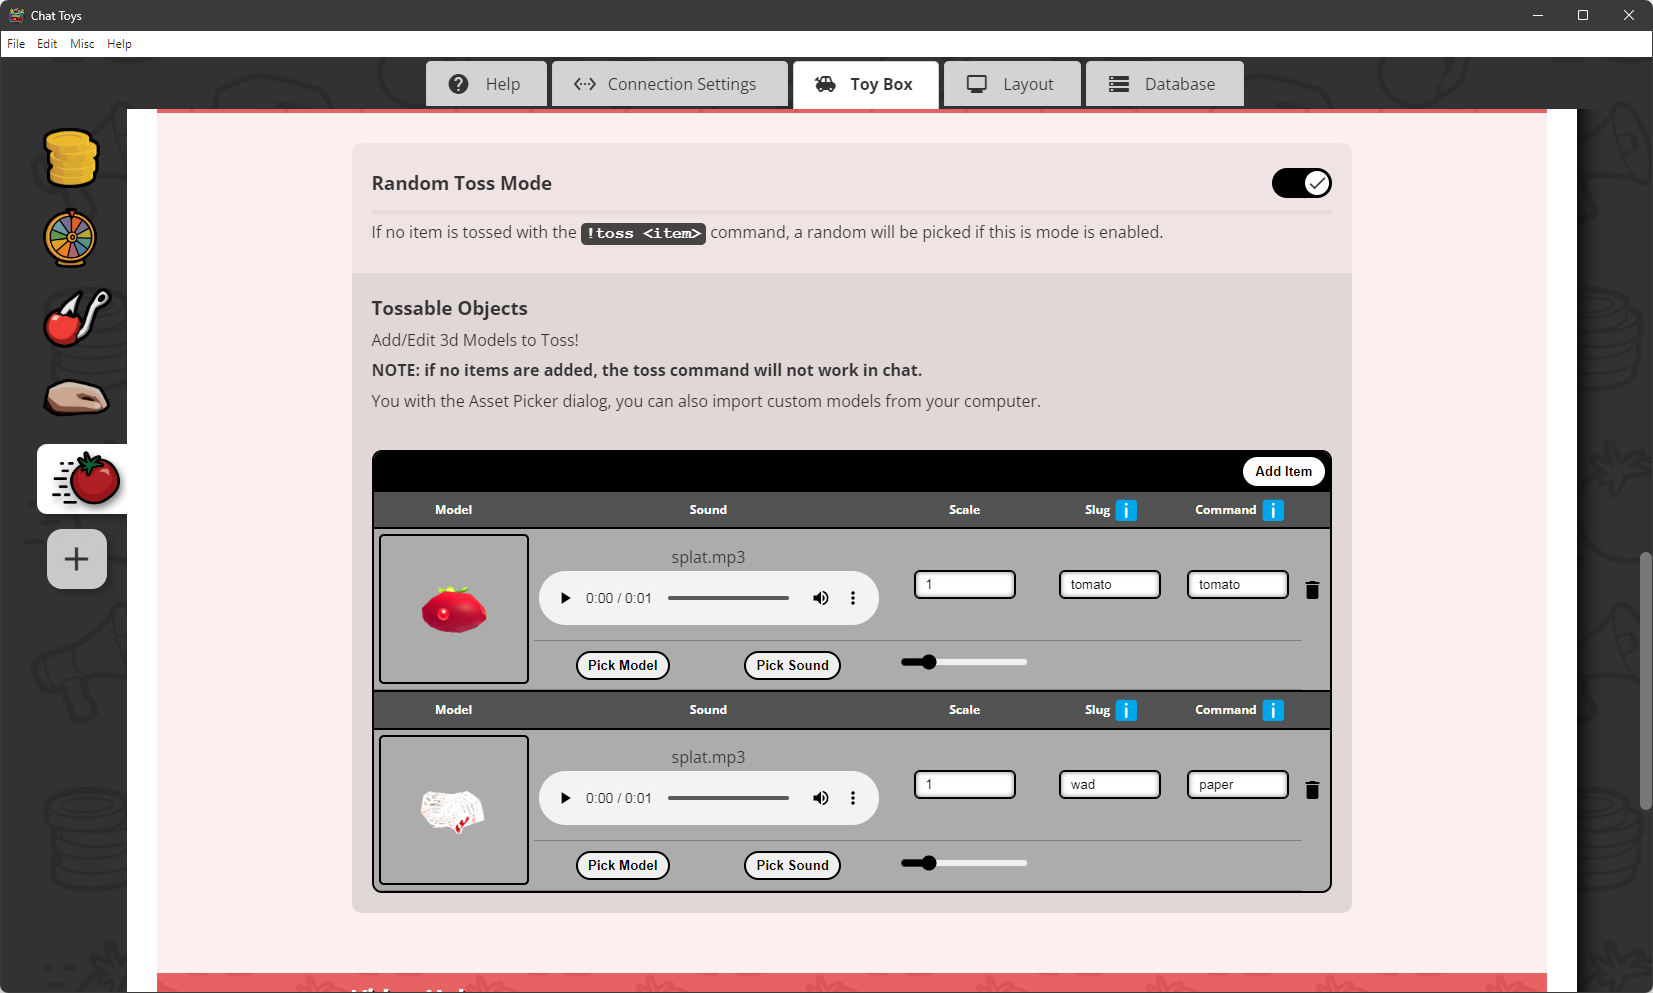 Chat Toys
File Edit Misc Help
Help Connection Settings Toy Box Layout Database
Random Toss Mode
If no item is tossed with the !toss <item> command, a random will be picked if this is mode is enabled.
Tossable Objects
Add/Edit 3d Models to Toss!
NOTE: if no items are added, the toss command will not work in chat.
You with the Asset Picker dialog, you can also import custom models from your computer.
Add Item
Model Sound Scale Slug i Command i
splat.mp3
1 tomato tomato
0:00 / 0:01
Pick Model Pick Sound
Model Sound Scale Slug i Command i
splat.mp3
1 wad paper
0:00 / 0:01
Pick Model Pick Sound